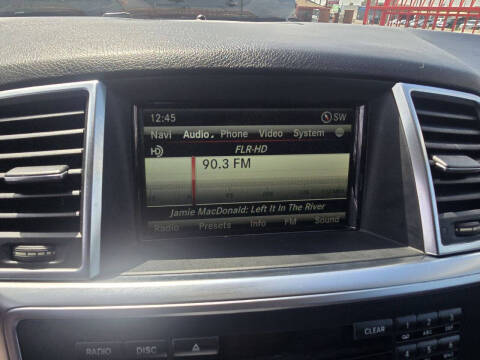 12:45 SW
Navi Audio Phone Video System
HD FLR-HD
90.3 FM
Jamie MacDonald: Left It In The River
Radio Presets Info FM Sound
RADIO DISC CLEAR